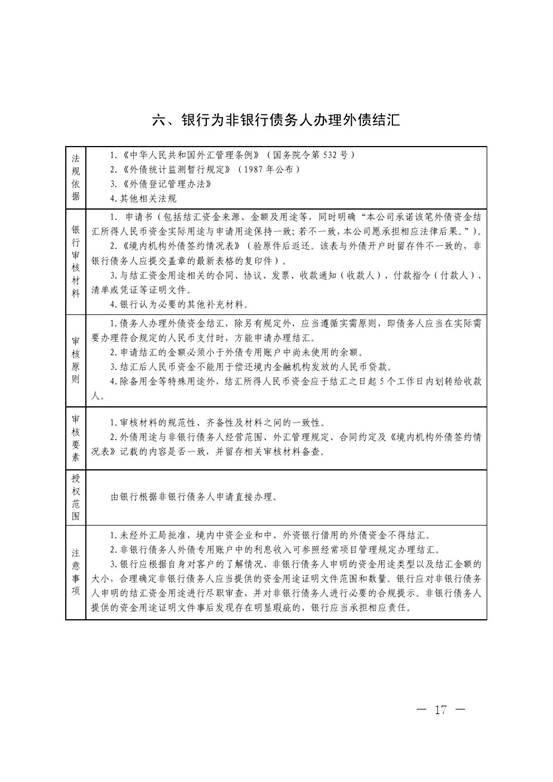 六、银行为非银行债务人办理外债结汇
法规依据
1.《中华人民共和国外汇管理条例》（国务院令第 532 号）
2.《外债统计监测暂行规定》（1987 年公布）
3.《外债登记管理办法》
4.其他相关法规
银行审核材料
1. 申请书（包括结汇资金来源、金额及用途等，同时明确“本公司承诺该笔外债资金结
汇所得人民币资金实际用途与申请用途保持一致；若不一致，本公司愿承担相应法律后果。”）。
2.《境内机构外债签约情况表》（验原件后返还。该表与外债开户时留存件不一致的，非
银行债务人应提交盖章的最新表格的复印件）。
3.与结汇资金用途相关的合同、协议、发票、收款通知（收款人），付款指令（付款人）、
清单或凭证等证明文件。
4.银行认为必要的其他补充材料。
审核原则
1.债务人办理外债资金结汇，除另有规定外，应当遵循实需原则，即债务人应当在实际需
要办理符合规定的人民币支付时，方能申请办理结汇。
2.申请结汇的金额必须小于外债专用账户中尚未使用的余额。
3.结汇后人民币资金不能用于偿还境内金融机构发放的人民币贷款。
4.除备用金等特殊用途外，结汇所得人民币资金应于结汇之日起 5 个工作日内划转给收款
人。
审核要素
1.审核材料的规范性、齐备性及材料之间的一致性。
2.外债用途与非银行债务人经营范围、外汇管理规定、合同约定及《境内机构外债签约情
况表》记载的内容是否一致，并留存相关审核材料备查。
授权范围
由银行根据非银行债务人申请直接办理。
注意事项
1.未经外汇局批准，境内中资企业和中、外资银行借用的外债资金不得结汇。
2.非银行债务人外债专用账户中的利息收入可参照经常项目管理规定办理结汇。
3.银行应根据自身对客户的了解情况、非银行债务人申明的资金用途类型以及结汇金额的
大小，合理确定非银行债务人应当提供的资金用途证明文件范围和数量。银行应对非银行债务
人申明的结汇资金用途进行尽职审查，并对非银行债务人进行必要的合规提示。非银行债务人
提供的资金用途证明文件事后发现存在明显瑕疵的，银行应当承担相应责任。
— 17 —